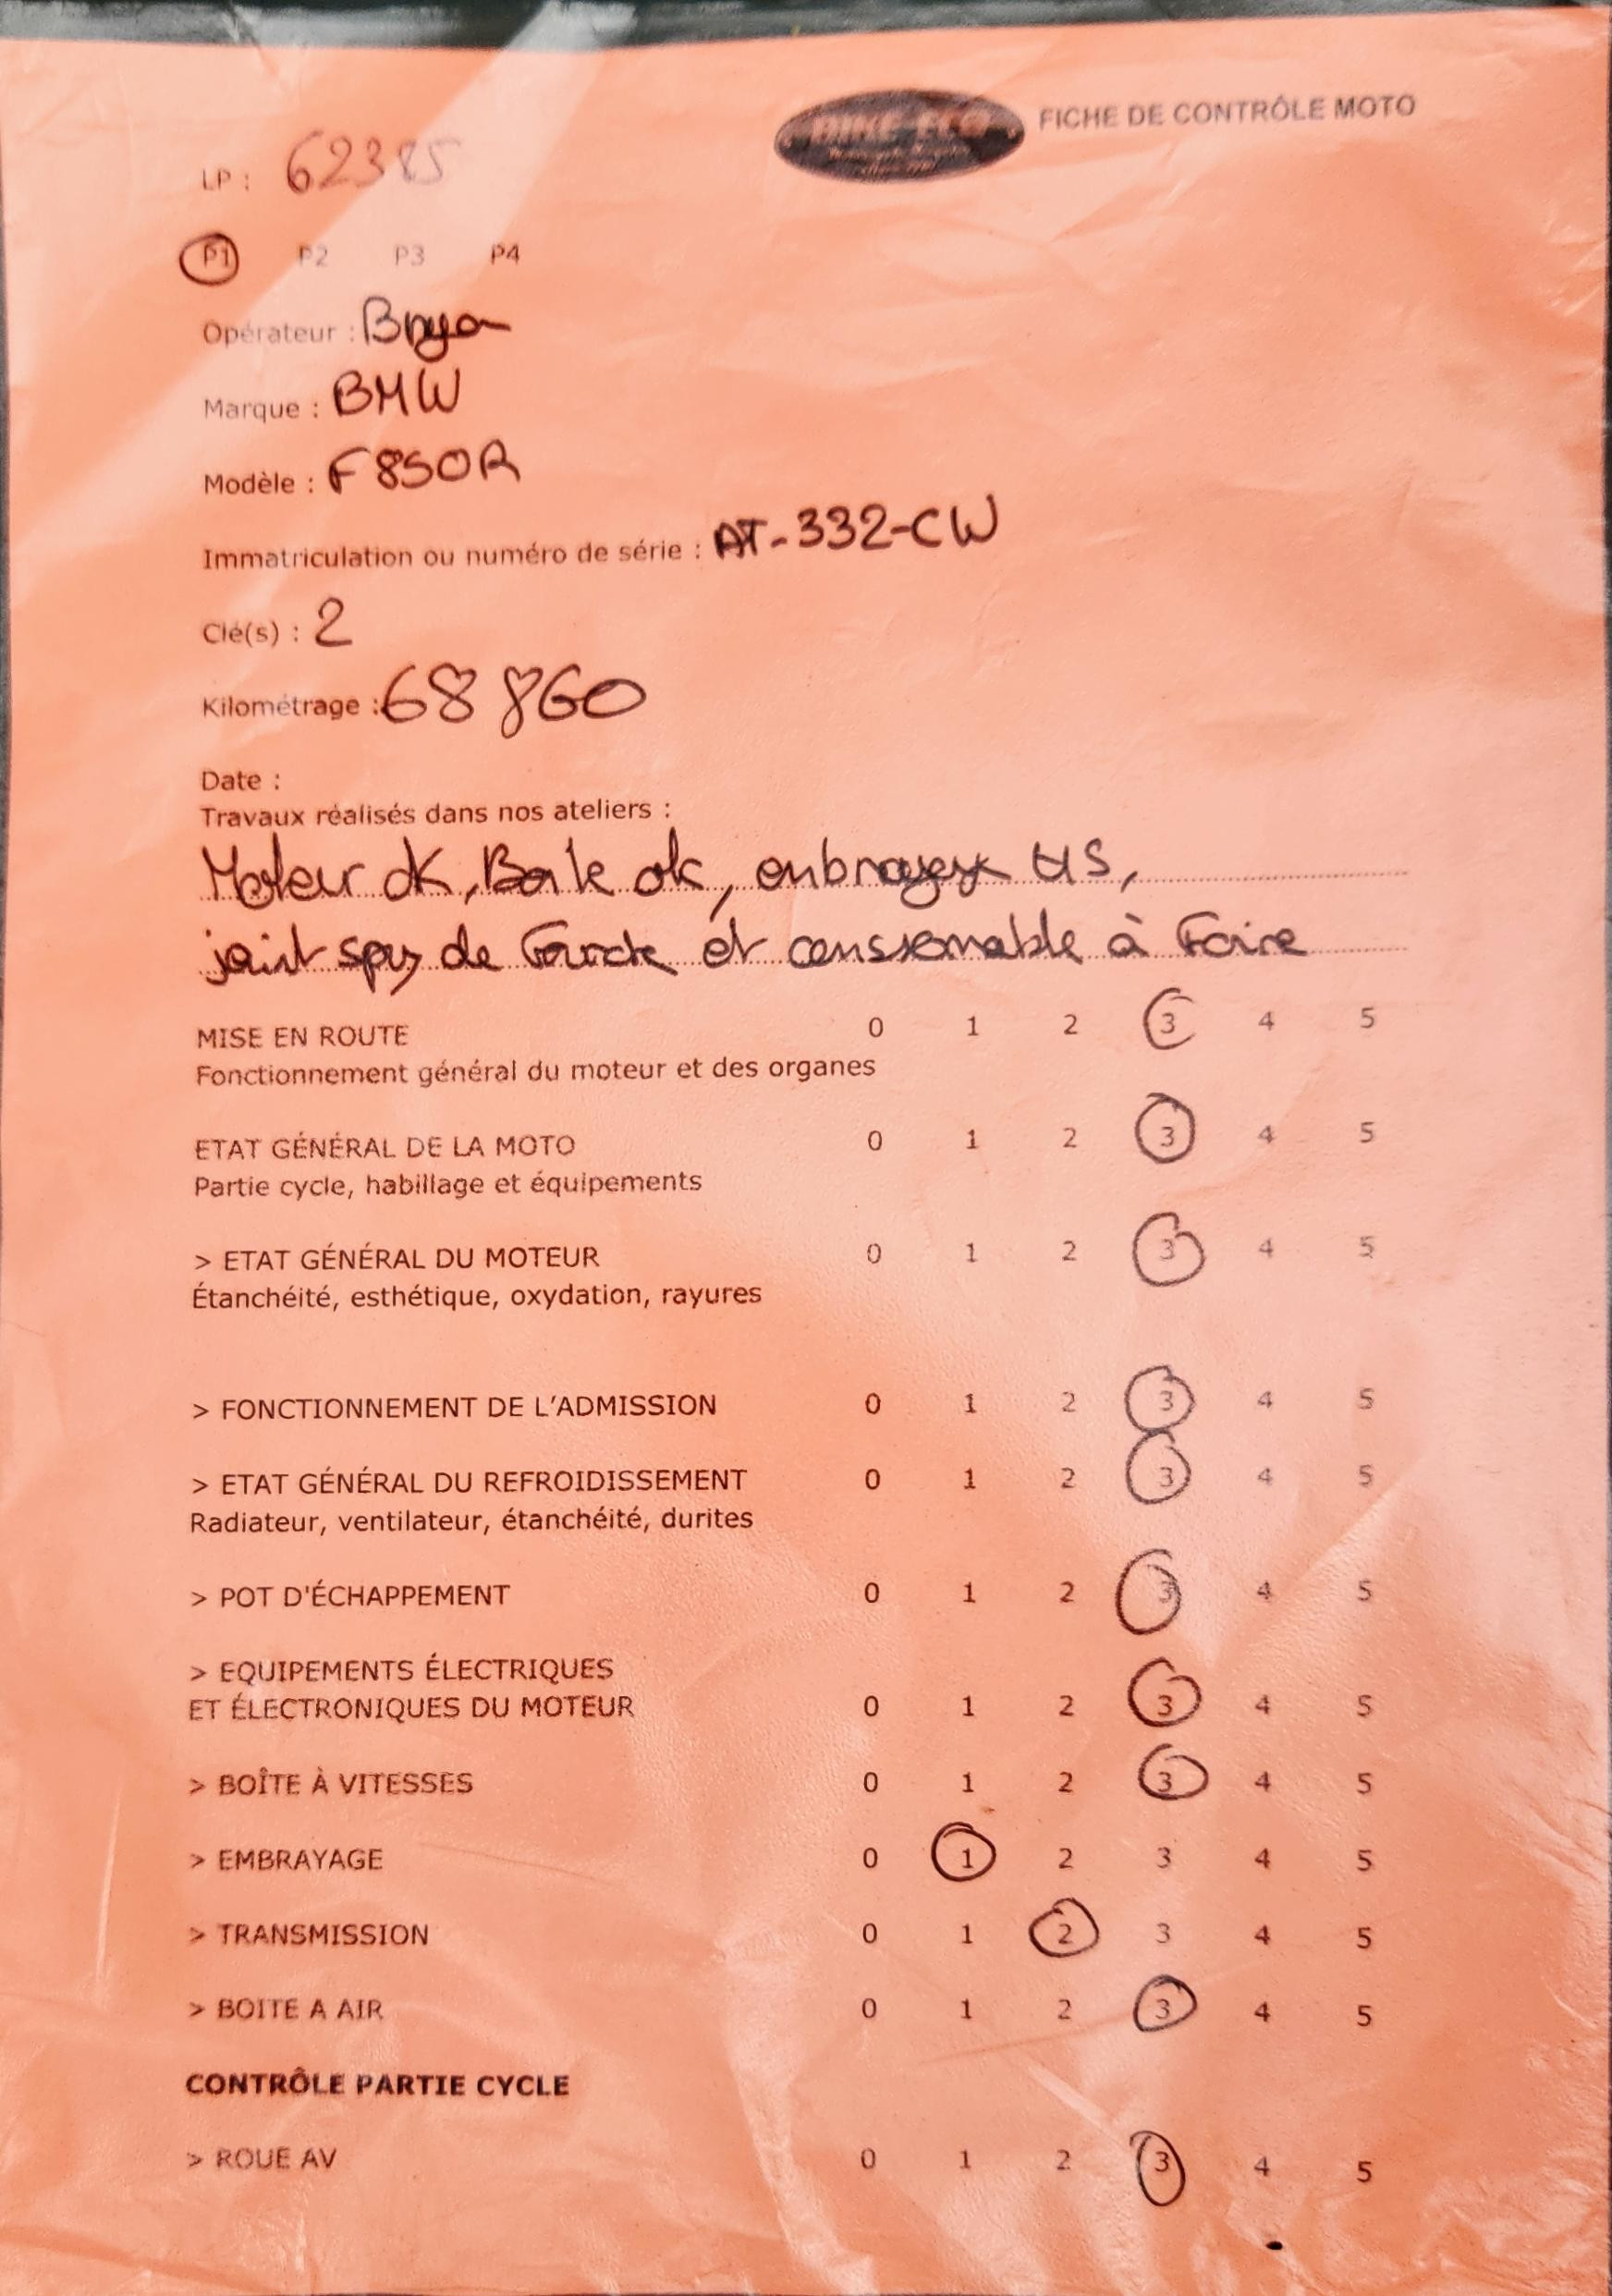 BIKE ECO FICHE DE CONTRÔLE MOTO
LP : 62385
P1 P2 P3 P4
Opérateur : Bryan
Marque : BMW
Modèle : F850R
Immatriculation ou numéro de série : AT-332-CW
Clé(s) : 2
Kilométrage : 68860
Date :
Travaux réalisés dans nos ateliers :
Moteur ok, Boite ok, embrayage HS,
joint spy de Fourche et conssomable à Faire
MISE EN ROUTE 0 1 2 3 4 5
Fonctionnement général du moteur et des organes
ETAT GÉNÉRAL DE LA MOTO 0 1 2 3 4 5
Partie cycle, habillage et équipements
> ETAT GÉNÉRAL DU MOTEUR 0 1 2 3 4 5
Étanchéité, esthétique, oxydation, rayures
> FONCTIONNEMENT DE L'ADMISSION 0 1 2 3 4 5
> ETAT GÉNÉRAL DU REFROIDISSEMENT 0 1 2 3 4 5
Radiateur, ventilateur, étanchéité, durites
> POT D'ÉCHAPPEMENT 0 1 2 3 4 5
> EQUIPEMENTS ÉLECTRIQUES
ET ÉLECTRONIQUES DU MOTEUR 0 1 2 3 4 5
> BOÎTE À VITESSES 0 1 2 3 4 5
> EMBRAYAGE 0 1 2 3 4 5
> TRANSMISSION 0 1 2 3 4 5
> BOITE A AIR 0 1 2 3 4 5
CONTRÔLE PARTIE CYCLE
> ROUE AV 0 1 2 3 4 5